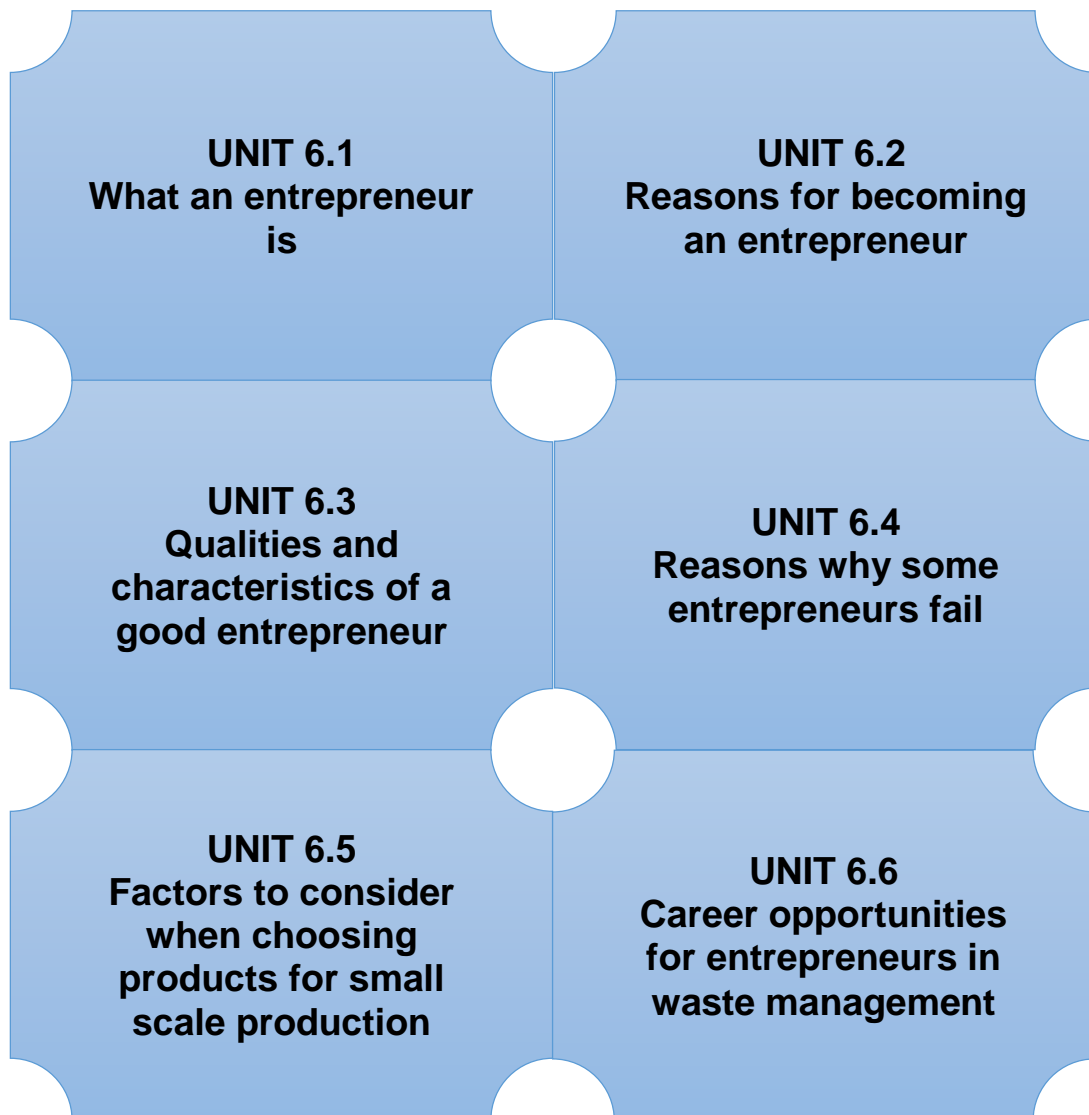 UNIT 6.1
What an entrepreneur
is
UNIT 6.2
Reasons for becoming
an entrepreneur
UNIT 6.3
Qualities and
characteristics of a
good entrepreneur
UNIT 6.4
Reasons why some
entrepreneurs fail
UNIT 6.5
Factors to consider
when choosing
products for small
scale production
UNIT 6.6
Career opportunities
for entrepreneurs in
waste management